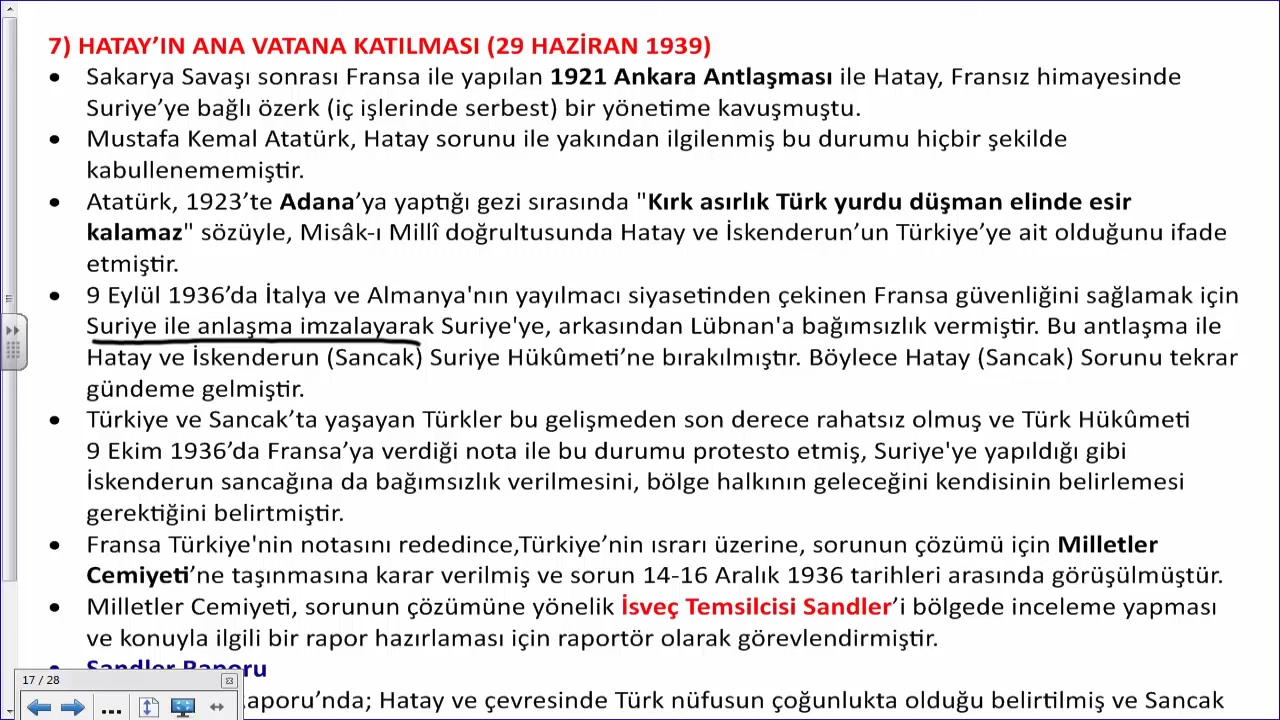 7) HATAY’IN ANA VATANA KATILMASI (29 HAZİRAN 1939)
• Sakarya Savaşı sonrası Fransa ile yapılan 1921 Ankara Antlaşması ile Hatay, Fransız himayesinde
Suriye’ye bağlı özerk (iç işlerinde serbest) bir yönetime kavuşmuştu.
• Mustafa Kemal Atatürk, Hatay sorunu ile yakından ilgilenmiş bu durumu hiçbir şekilde
kabullenememiştir.
• Atatürk, 1923’te Adana’ya yaptığı gezi sırasında "Kırk asırlık Türk yurdu düşman elinde esir
kalamaz" sözüyle, Misâk-ı Millî doğrultusunda Hatay ve İskenderun’un Türkiye’ye ait olduğunu ifade
etmiştir.
• 9 Eylül 1936’da İtalya ve Almanya'nın yayılmacı siyasetinden çekinen Fransa güvenliğini sağlamak için
Suriye ile anlaşma imzalayarak Suriye'ye, arkasından Lübnan'a bağımsızlık vermiştir. Bu antlaşma ile
Hatay ve İskenderun (Sancak) Suriye Hükûmeti’ne bırakılmıştır. Böylece Hatay (Sancak) Sorunu tekrar
gündeme gelmiştir.
• Türkiye ve Sancak’ta yaşayan Türkler bu gelişmeden son derece rahatsız olmuş ve Türk Hükûmeti
9 Ekim 1936’da Fransa’ya verdiği nota ile bu durumu protesto etmiş, Suriye'ye yapıldığı gibi
İskenderun sancağına da bağımsızlık verilmesini, bölge halkının geleceğini kendisinin belirlemesi
gerektiğini belirtmiştir.
• Fransa Türkiye'nin notasını rededince,Türkiye’nin ısrarı üzerine, sorunun çözümü için Milletler
Cemiyeti’ne taşınmasına karar verilmiş ve sorun 14-16 Aralık 1936 tarihleri arasında görüşülmüştür.
• Milletler Cemiyeti, sorunun çözümüne yönelik İsveç Temsilcisi Sandler’i bölgede inceleme yapması
ve konuyla ilgili bir rapor hazırlaması için raportör olarak görevlendirmiştir.
• Sandler Raporu
17 / 28
Raporu’nda; Hatay ve çevresinde Türk nüfusun çoğunlukta olduğu belirtilmiş ve Sancak